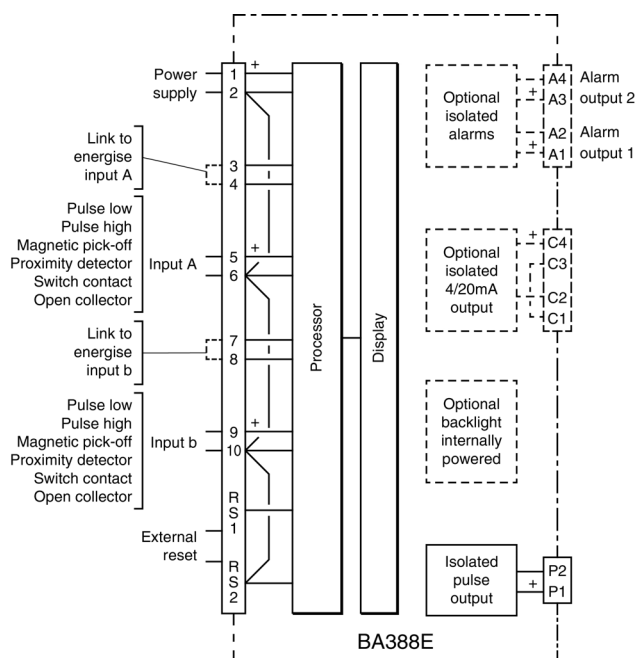 Power
supply
+
1
2
Link to
energise
input A
3
4
Pulse low
Pulse high
Magnetic pick-off
Proximity detector
Switch contact
Open collector
Input A
+
5
6
Link to
energise
input b
7
8
Pulse low
Pulse high
Magnetic pick-off
Proximity detector
Switch contact
Open collector
Input b
+
9
10
External
reset
R
S
1
R
S
2
Processor
Display
Optional
isolated
alarms
+
+
A4
A3
A2
A1
Alarm
output 2
Alarm
output 1
Optional
isolated
4/20mA
output
+
C4
C3
C2
C1
Optional
backlight
internally
powered
Isolated
pulse
output
+
P2
P1
BA388E